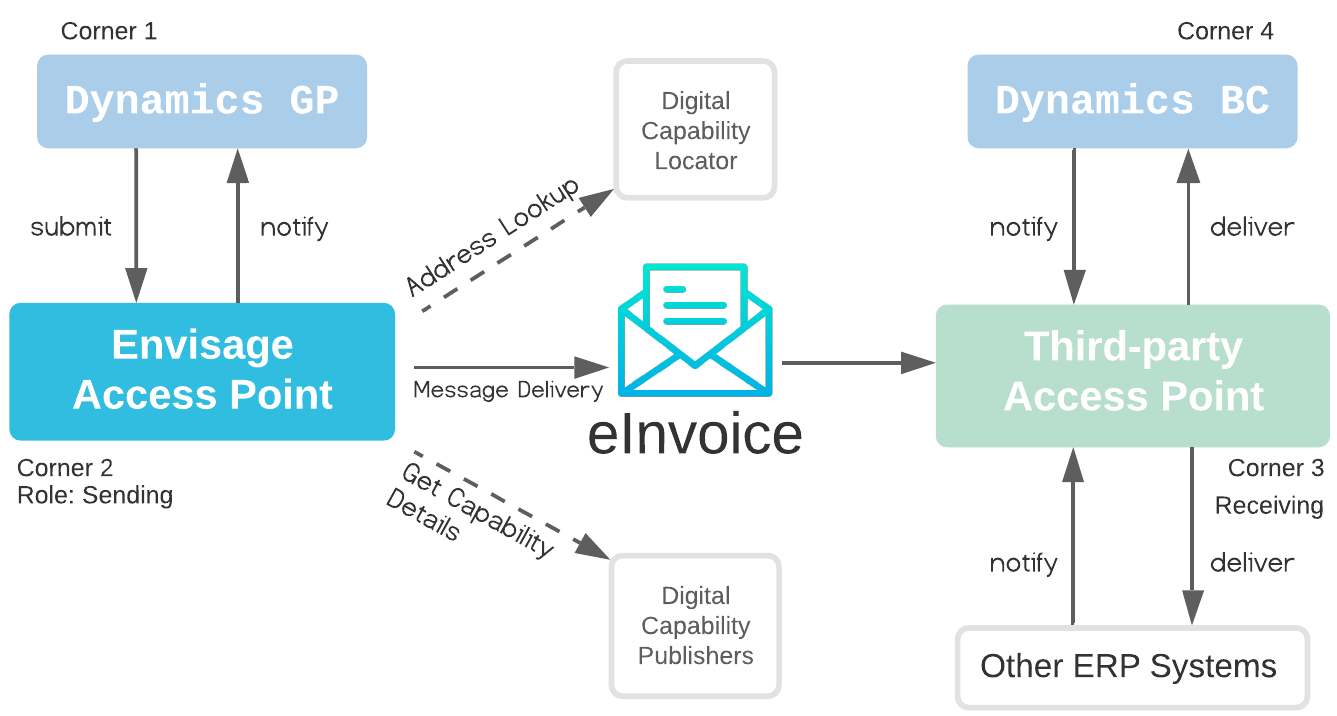 Corner 1
Dynamics GP
submit
notify
Envisage
Access Point
Corner 2
Role: Sending
Address Lookup
Digital
Capability
Locator
Message Delivery
eInvoice
Get Capability
Details
Digital
Capability
Publishers
Corner 4
Dynamics BC
notify
deliver
Third-party
Access Point
Corner 3
Receiving
notify
deliver
Other ERP Systems